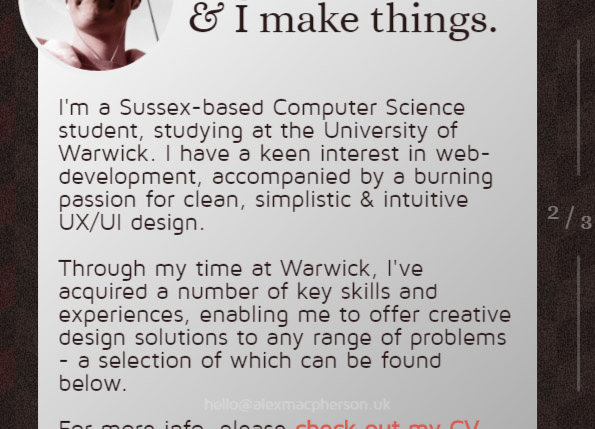 & I make things.
I'm a Sussex-based Computer Science
student, studying at the University of
Warwick. I have a keen interest in web-
development, accompanied by a burning
passion for clean, simplistic & intuitive
UX/UI design.
2 / 3
Through my time at Warwick, I've
acquired a number of key skills and
experiences, enabling me to offer creative
design solutions to any range of problems
- a selection of which can be found
below.
hello@alexmacpherson.uk
For more info, please check out my CV